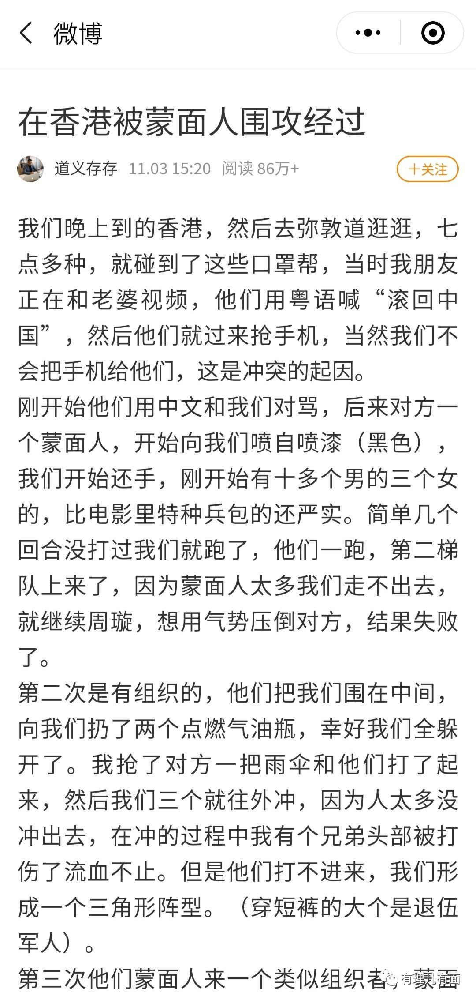 微博
在香港被蒙面人围攻经过
道义存存 11.03 15:20 阅读 86万+
十关注
我们晚上到的香港，然后去弥敦道逛逛，七
点多种，就碰到了这些口罩帮，当时我朋友
正在和老婆视频，他们用粤语喊“滚回中
国”，然后他们就过来抢手机，当然我们不
会把手机给他们，这是冲突的起因。
刚开始他们用中文和我们对骂，后来对方一
个蒙面人，开始向我们喷自喷漆（黑色），
我们开始还手，刚开始有十多个男的三个女
的，比电影里特种兵包的还严实。简单几个
回合没打过我们就跑了，他们一跑，第二梯
队上来了，因为蒙面人太多我们走不出去，
就继续周璇，想用气势压倒对方，结果失败
了。
第二次是有组织的，他们把我们围在中间，
向我们扔了两个点燃气油瓶，幸好我们全躲
开了。我抢了对方一把雨伞和他们打了起
来，然后我们三个就往外冲，因为人太多没
冲出去，在冲的过程中我有个兄弟头部被打
伤了流血不止。但是他们打不进来，我们形
成一个三角形阵型。（穿短裤的大个是退伍
军人）。
第三次他们蒙面人来一个类似组织者，蒙面
有理儿有面